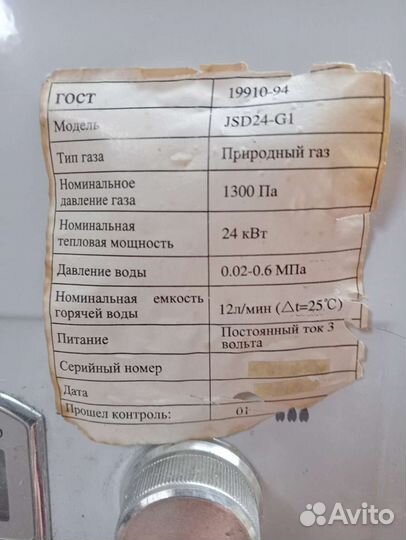 ГОСТ 19910-94
Модель JSD24-G1
Тип газа Природный газ
Номинальное
давление газа 1300 Па
Номинальная
тепловая мощность 24 кВт
Давление воды 0.02-0.6 МПа
Номинальная емкость
горячей воды 12л/мин (△t=25℃)
Питание Постоянный ток 3
вольта
Серийный номер
Дата
Прошел контроль: 01
Avito